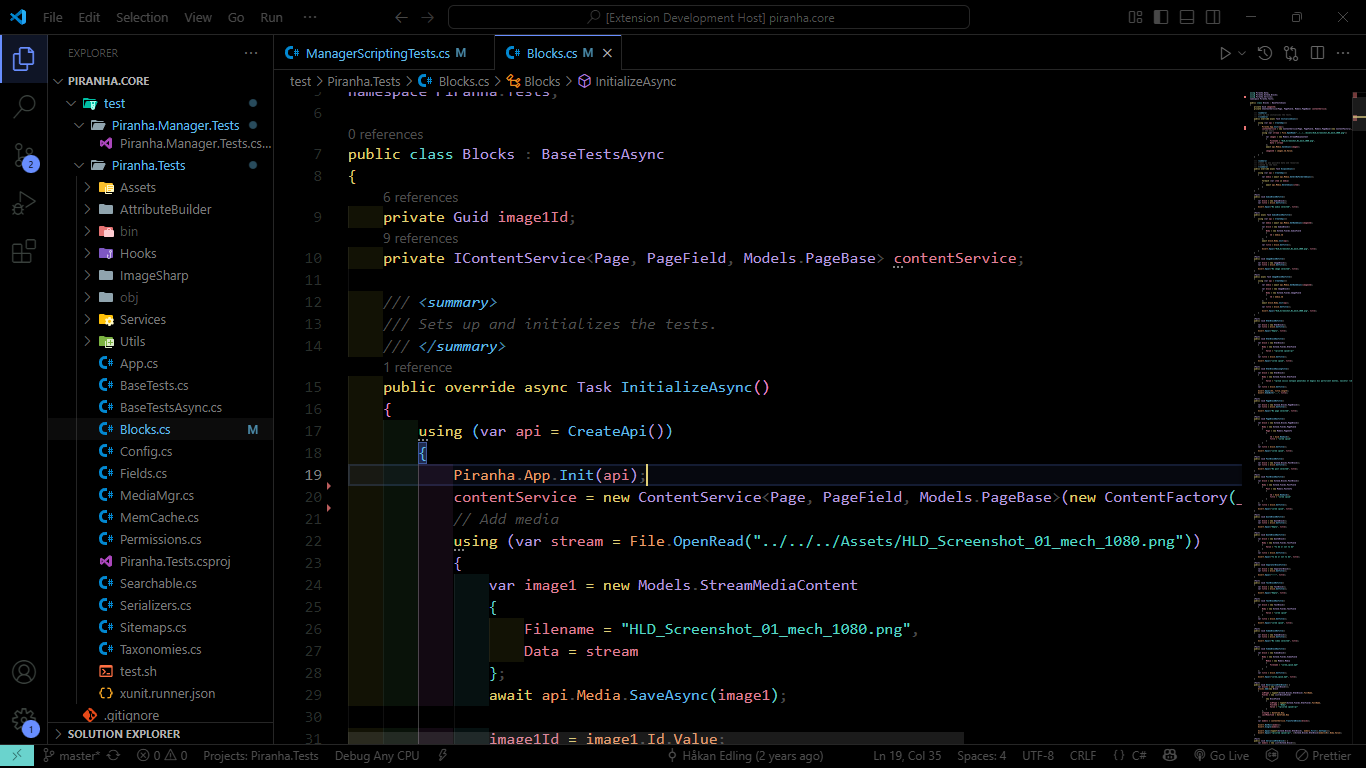 File Edit Selection View Go Run ··· [Extension Development Host] piranha.core
EXPLORER ···
PIRANHA.CORE
test
Piranha.Manager.Tests
Piranha.Manager.Tests.cs...
Piranha.Tests
Assets
AttributeBuilder
bin
Hooks
ImageSharp
obj
Services
Utils
App.cs
BaseTests.cs
BaseTestsAsync.cs
Blocks.cs M
Config.cs
Fields.cs
MediaMgr.cs
MemCache.cs
Permissions.cs
Piranha.Tests.csproj
Searchable.cs
Serializers.cs
Sitemaps.cs
Taxonomies.cs
test.sh
xunit.runner.json
.gitignore
SOLUTION EXPLORER
2
1
ManagerScriptingTests.cs M Blocks.cs M
test > Piranha.Tests > Blocks.cs > Blocks > InitializeAsync
5 namespace Piranha.Tests;
6
0 references
7 public class Blocks : BaseTestsAsync
8 {
6 references
9 private Guid image1Id;
9 references
10 private IContentService<Page, PageField, Models.PageBase> contentService;
11
12 /// <summary>
13 /// Sets up and initializes the tests.
14 /// </summary>
1 reference
15 public override async Task InitializeAsync()
16 {
17 using (var api = CreateApi())
18 {
19 Piranha.App.Init(api);
20 contentService = new ContentService<Page, PageField, Models.PageBase>(new ContentFactory(_
21 // Add media
22 using (var stream = File.OpenRead("../../../Assets/HLD_Screenshot_01_mech_1080.png"))
23 {
24 var image1 = new Models.StreamMediaContent
25 {
26 Filename = "HLD_Screenshot_01_mech_1080.png",
27 Data = stream
28 };
29 await api.Media.SaveAsync(image1);
30
31 image1Id = image1.Id.Value;
master* 0 0 Projects: Piranha.Tests Debug Any CPU Håkan Edling (2 years ago) Ln 19, Col 35 Spaces: 4 UTF-8 CRLF {} C# Go Live Prettier